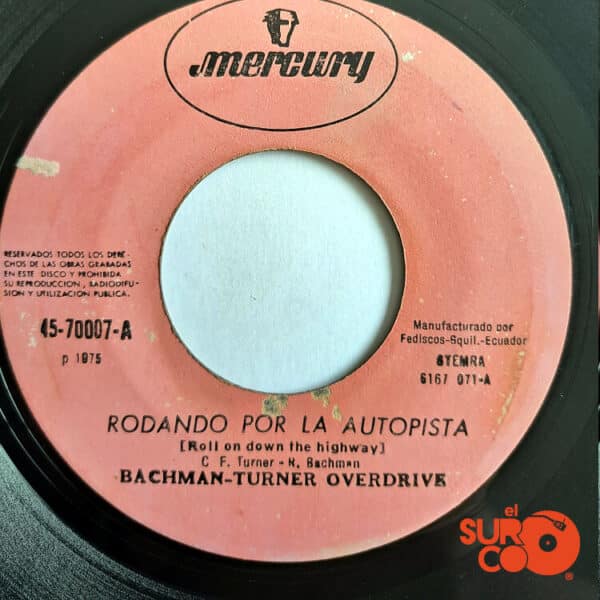 mercury
RESERVADOS TODOS LOS DERE-
CHOS DE LAS OBRAS GRABADAS
EN ESTE DISCO Y PROHIBIDA
SU REPRODUCCION, RADIODIFU-
SION Y UTILIZACION PUBLICA.
45-70007-A
p 1975
Manufacturado por
Fediscos-Gquil.-Ecuador
STEMRA
6167 071-A
RODANDO POR LA AUTOPISTA
[Roll on down the highway]
C F. Turner - R. Bachman
BACHMAN-TURNER OVERDRIVE
el
SUR
CO
®